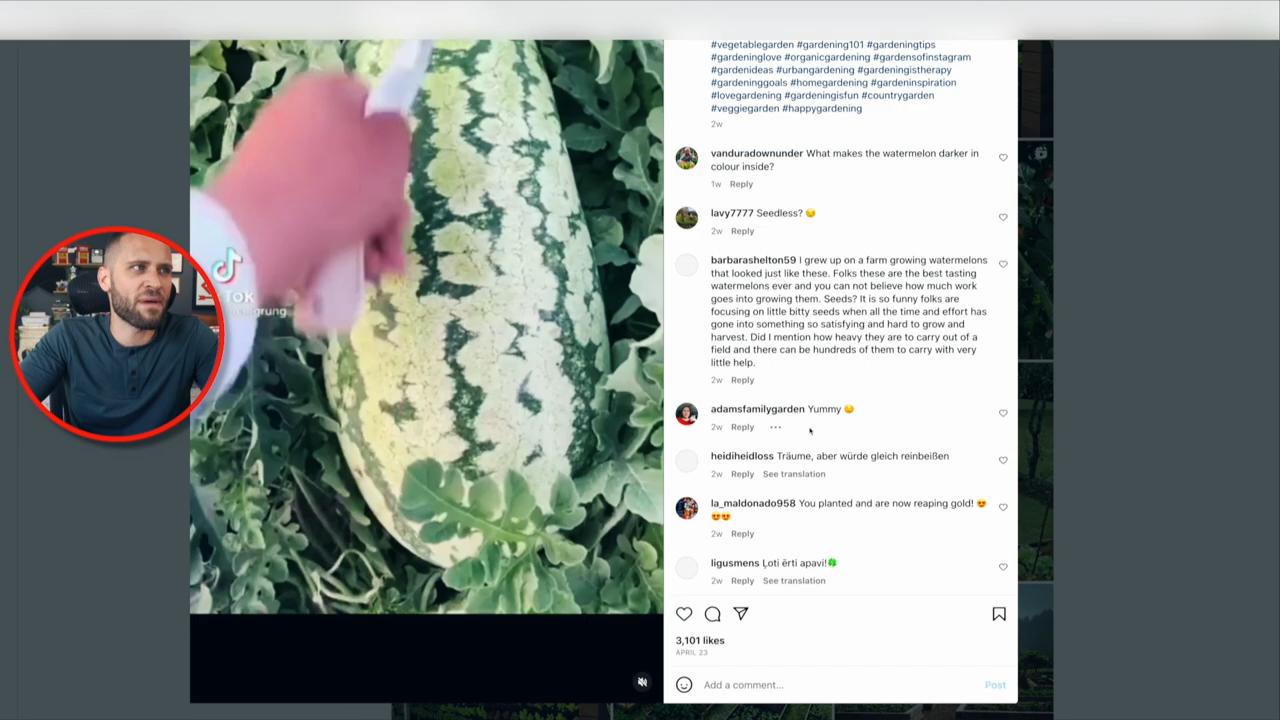 #vegetablegarden #gardening101 #gardeningtips
#gardeninglove #organicgardening #gardensofinstagram
#gardenideas #urbangardening #gardeningistherapy
#gardeninggoals #homegardening #gardeninspiration
#lovegardening #gardeningisfun #countrygarden
#veggiegarden #happygardening
2w
vanduradownunder What makes the watermelon darker in
colour inside?
1w Reply
lavy7777 Seedless? 😏
2w Reply
barbarashelton59 I grew up on a farm growing watermelons
that looked just like these. Folks these are the best tasting
watermelons ever and you can not believe how much work
goes into growing them. Seeds? It is so funny folks are
focusing on little bitty seeds when all the time and effort has
gone into something so satisfying and hard to grow and
harvest. Did I mention how heavy they are to carry out of a
field and there can be hundreds of them to carry with very
little help.
2w Reply
adamsfamilygarden Yummy 😊
2w Reply ...
heidiheidloss Träume, aber würde gleich reinbeißen
2w Reply See translation
la_maldonado958 You planted and are now reaping gold! 😍
😍😍
2w Reply
ligusmens Ļoti ērti apavi!🍀
2w Reply See translation
3,101 likes
APRIL 23
Add a comment...
Post